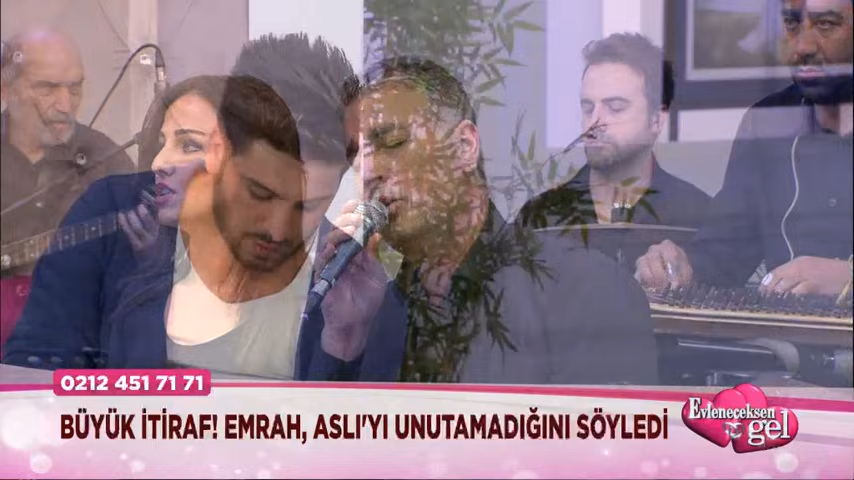 0212 451 71 71
BÜYÜK İTİRAF! EMRAH, ASLI'YI UNUTAMADIĞINI SÖYLEDİ
Evleneceksen
gel